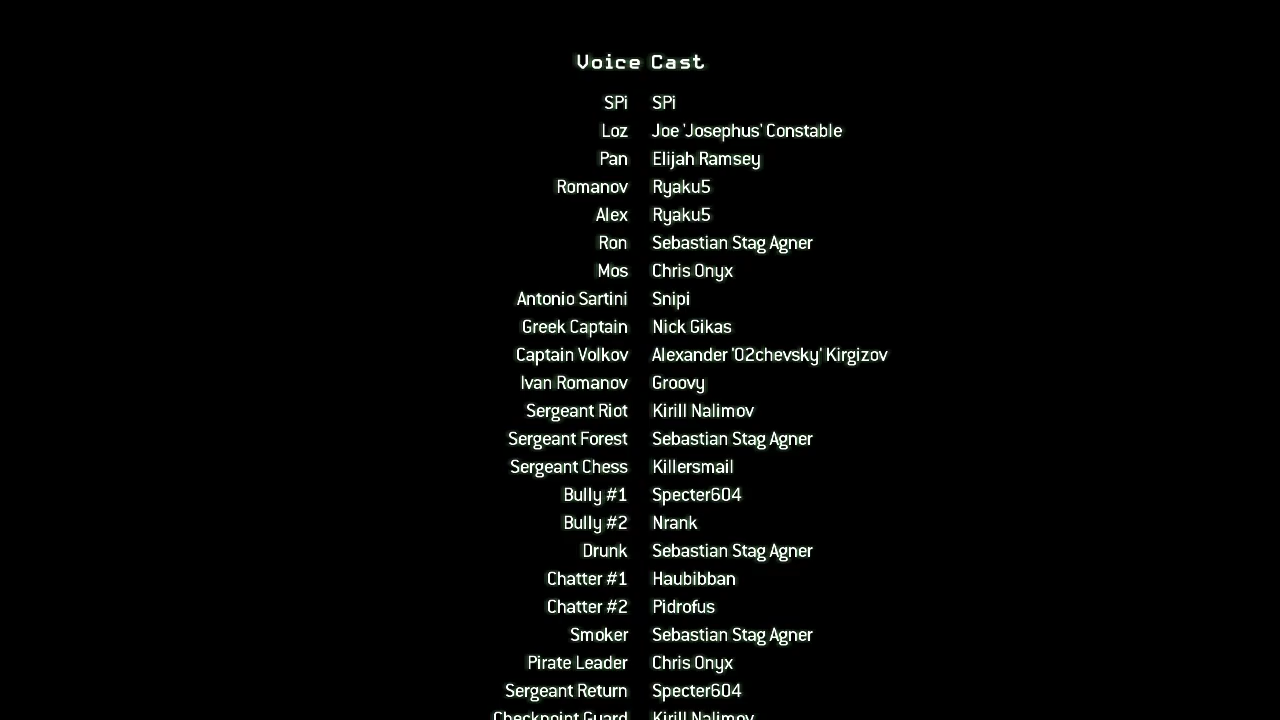 Voice Cast
SPi SPi
Loz Joe 'Josephus' Constable
Pan Elijah Ramsey
Romanov Ryaku5
Alex Ryaku5
Ron Sebastian Stag Agner
Mos Chris Onyx
Antonio Sartini Snipi
Greek Captain Nick Gikas
Captain Volkov Alexander '02chevsky' Kirgizov
Ivan Romanov Groovy
Sergeant Riot Kirill Nalimov
Sergeant Forest Sebastian Stag Agner
Sergeant Chess Killersmail
Bully #1 Specter604
Bully #2 Nrank
Drunk Sebastian Stag Agner
Chatter #1 Haubibban
Chatter #2 Pidrofus
Smoker Sebastian Stag Agner
Pirate Leader Chris Onyx
Sergeant Return Specter604
Checkpoint Guard Kirill Nalimov